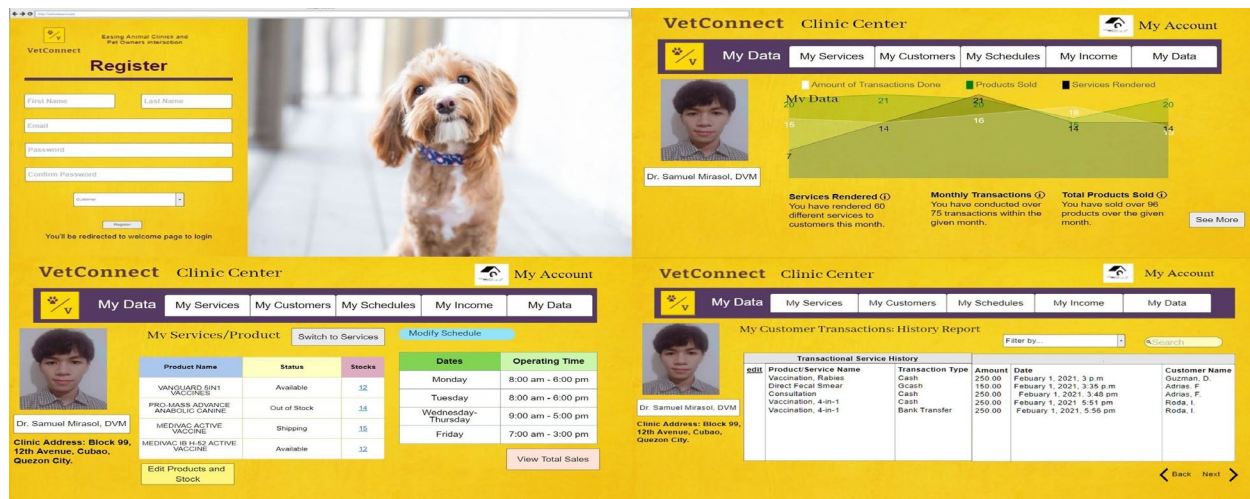 VetConnect
Easing Animal Clinics and
Pet Owners Interaction
Register
First Name
Last Name
Email
Password
Confirm Password
Customer
Register
You'll be redirected to welcome page to login
VetConnect Clinic Center
My Account
V
My Data
My Services
My Customers
My Schedules
My Income
My Data
Amount of Transactions Done
Products Sold
Services Rendered
My Data
20
21
21
20
20
15
14
16
18
15
14
14
7
Dr. Samuel Mirasol, DVM
Services Rendered
You have rendered 60
different services to
customers this month.
Monthly Transactions
You have conducted over
75 transactions within the
given month.
Total Products Sold
You have sold over 96
products over the given
month.
See More
VetConnect Clinic Center
My Account
V
My Data
My Services
My Customers
My Schedules
My Income
My Data
My Services/Product
Switch to Services
Modify Schedule
Product Name Status Stocks
VANGUARD 5IN1 VACCINES Available 12
PRO-MASS ADVANCE ANABOLIC CANINE Out of Stock 14
MEDIVAC ACTIVE VACCINE Shipping 15
MEDIVAC IB H-52 ACTIVE VACCINE Available 12
Edit Products and
Stock
Dates Operating Time
Monday 8:00 am - 6:00 pm
Tuesday 8:00 am - 6:00 pm
Wednesday-Thursday 9:00 am - 5:00 pm
Friday 7:00 am - 3:00 pm
View Total Sales
Dr. Samuel Mirasol, DVM
Clinic Address: Block 99,
12th Avenue, Cubao,
Quezon City.
VetConnect Clinic Center
My Account
V
My Data
My Services
My Customers
My Schedules
My Income
My Data
My Customer Transactions: History Report
Filter by...
Search
Transactional Service History
edit Product/Service Name Transaction Type Amount Date Customer Name
Vaccination, Rabies Cash 250.00 Febuary 1, 2021, 3 p.m Guzman, D.
Direct Fecal Smear Gcash 150.00 Febuary 1, 2021, 3:35 p.m Adrias. F
Consultation Cash 250.00 Febuary 1, 2021. 3:48 pm Adrias, F.
Vaccination, 4-in-1 Cash 250.00 Febuary 1, 2021 5:51 pm Roda, I.
Vaccination, 4-in-1 Bank Transfer 250.00 Febuary 1, 2021, 5:56 pm Roda, I.
Dr. Samuel Mirasol, DVM
Clinic Address: Block 99,
12th Avenue, Cubao,
Quezon City.
Back Next